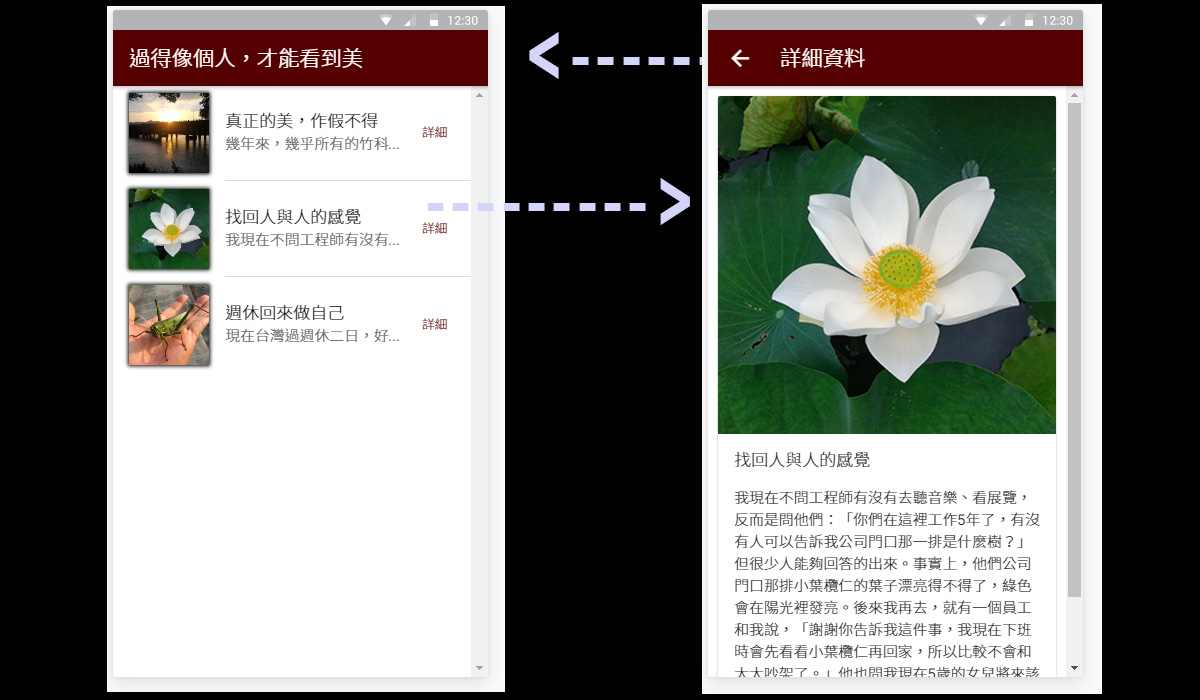 12:30
過得像個人，才能看到美
真正的美，作假不得
幾年來，幾乎所有的竹科...
詳細
找回人與人的感覺
我現在不問工程師有沒有...
詳細
週休回來做自己
現在台灣過週休二日，好...
詳細
12:30
詳細資料
找回人與人的感覺
我現在不問工程師有沒有去聽音樂、看展覽，
反而是問他們：「你們在這裡工作5年了，有沒
有人可以告訴我公司門口那一排是什麼樹？」
但很少人能夠回答的出來。事實上，他們公司
門口那排小葉欖仁的葉子漂亮得不得了，綠色
會在陽光裡發亮。後來我再去，就有一個員工
和我說，「謝謝你告訴我這件事，我現在下班
時會先看看小葉欖仁再回家，所以比較不會和
太太吵架了。」他也問我現在5歲的女兒將來該